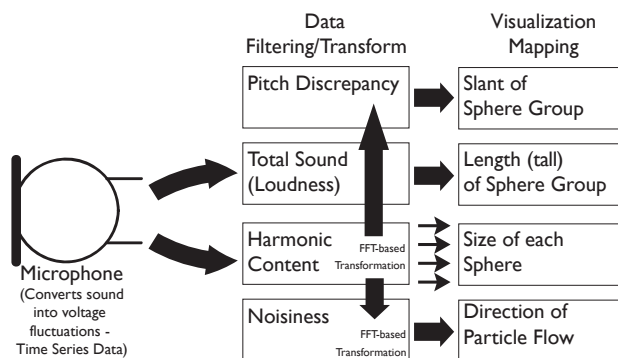 Data
Filtering/Transform
Visualization
Mapping
Pitch Discrepancy
Slant of
Sphere Group
Total Sound
(Loudness)
Length (tall)
of Sphere Group
Harmonic
Content
FFT-based
Transformation
Size of each
Sphere
Noisiness
FFT-based
Transformation
Direction of
Particle Flow
Microphone
(Converts sound
into voltage
fluctuations -
Time Series Data)